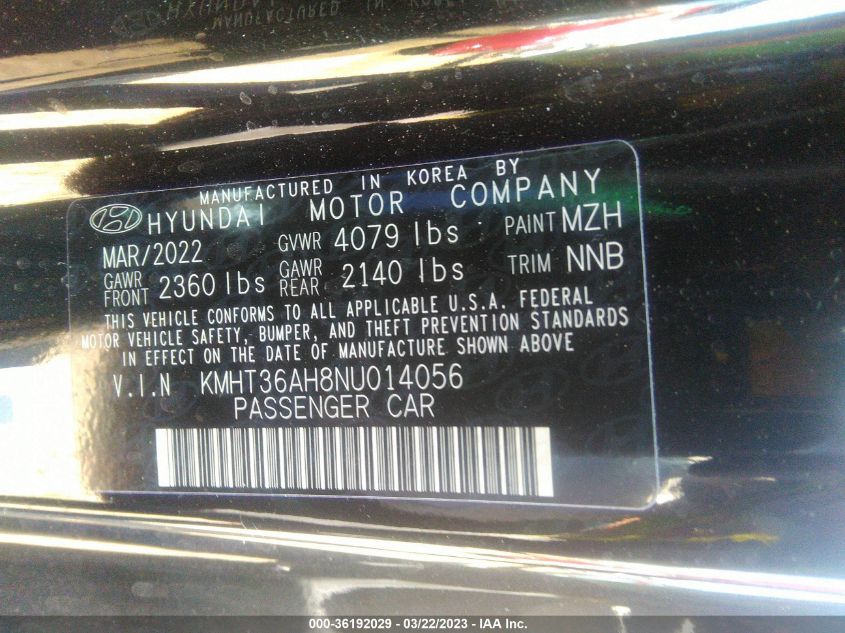 MANUFACTURED IN KOREA BY
HYUNDAI MOTOR COMPANY
MAR/2022 GVWR 4079 lbs PAINT MZH
GAWR FRONT 2360 lbs GAWR REAR 2140 lbs TRIM NNB
THIS VEHICLE CONFORMS TO ALL APPLICABLE U.S.A. FEDERAL
MOTOR VEHICLE SAFETY, BUMPER, AND THEFT PREVENTION STANDARDS
IN EFFECT ON THE DATE OF MANUFACTURE SHOWN ABOVE
V.I.N KMHT36AH8NU014056
PASSENGER CAR
000-36192029 - 03/22/2023 - IAA Inc.